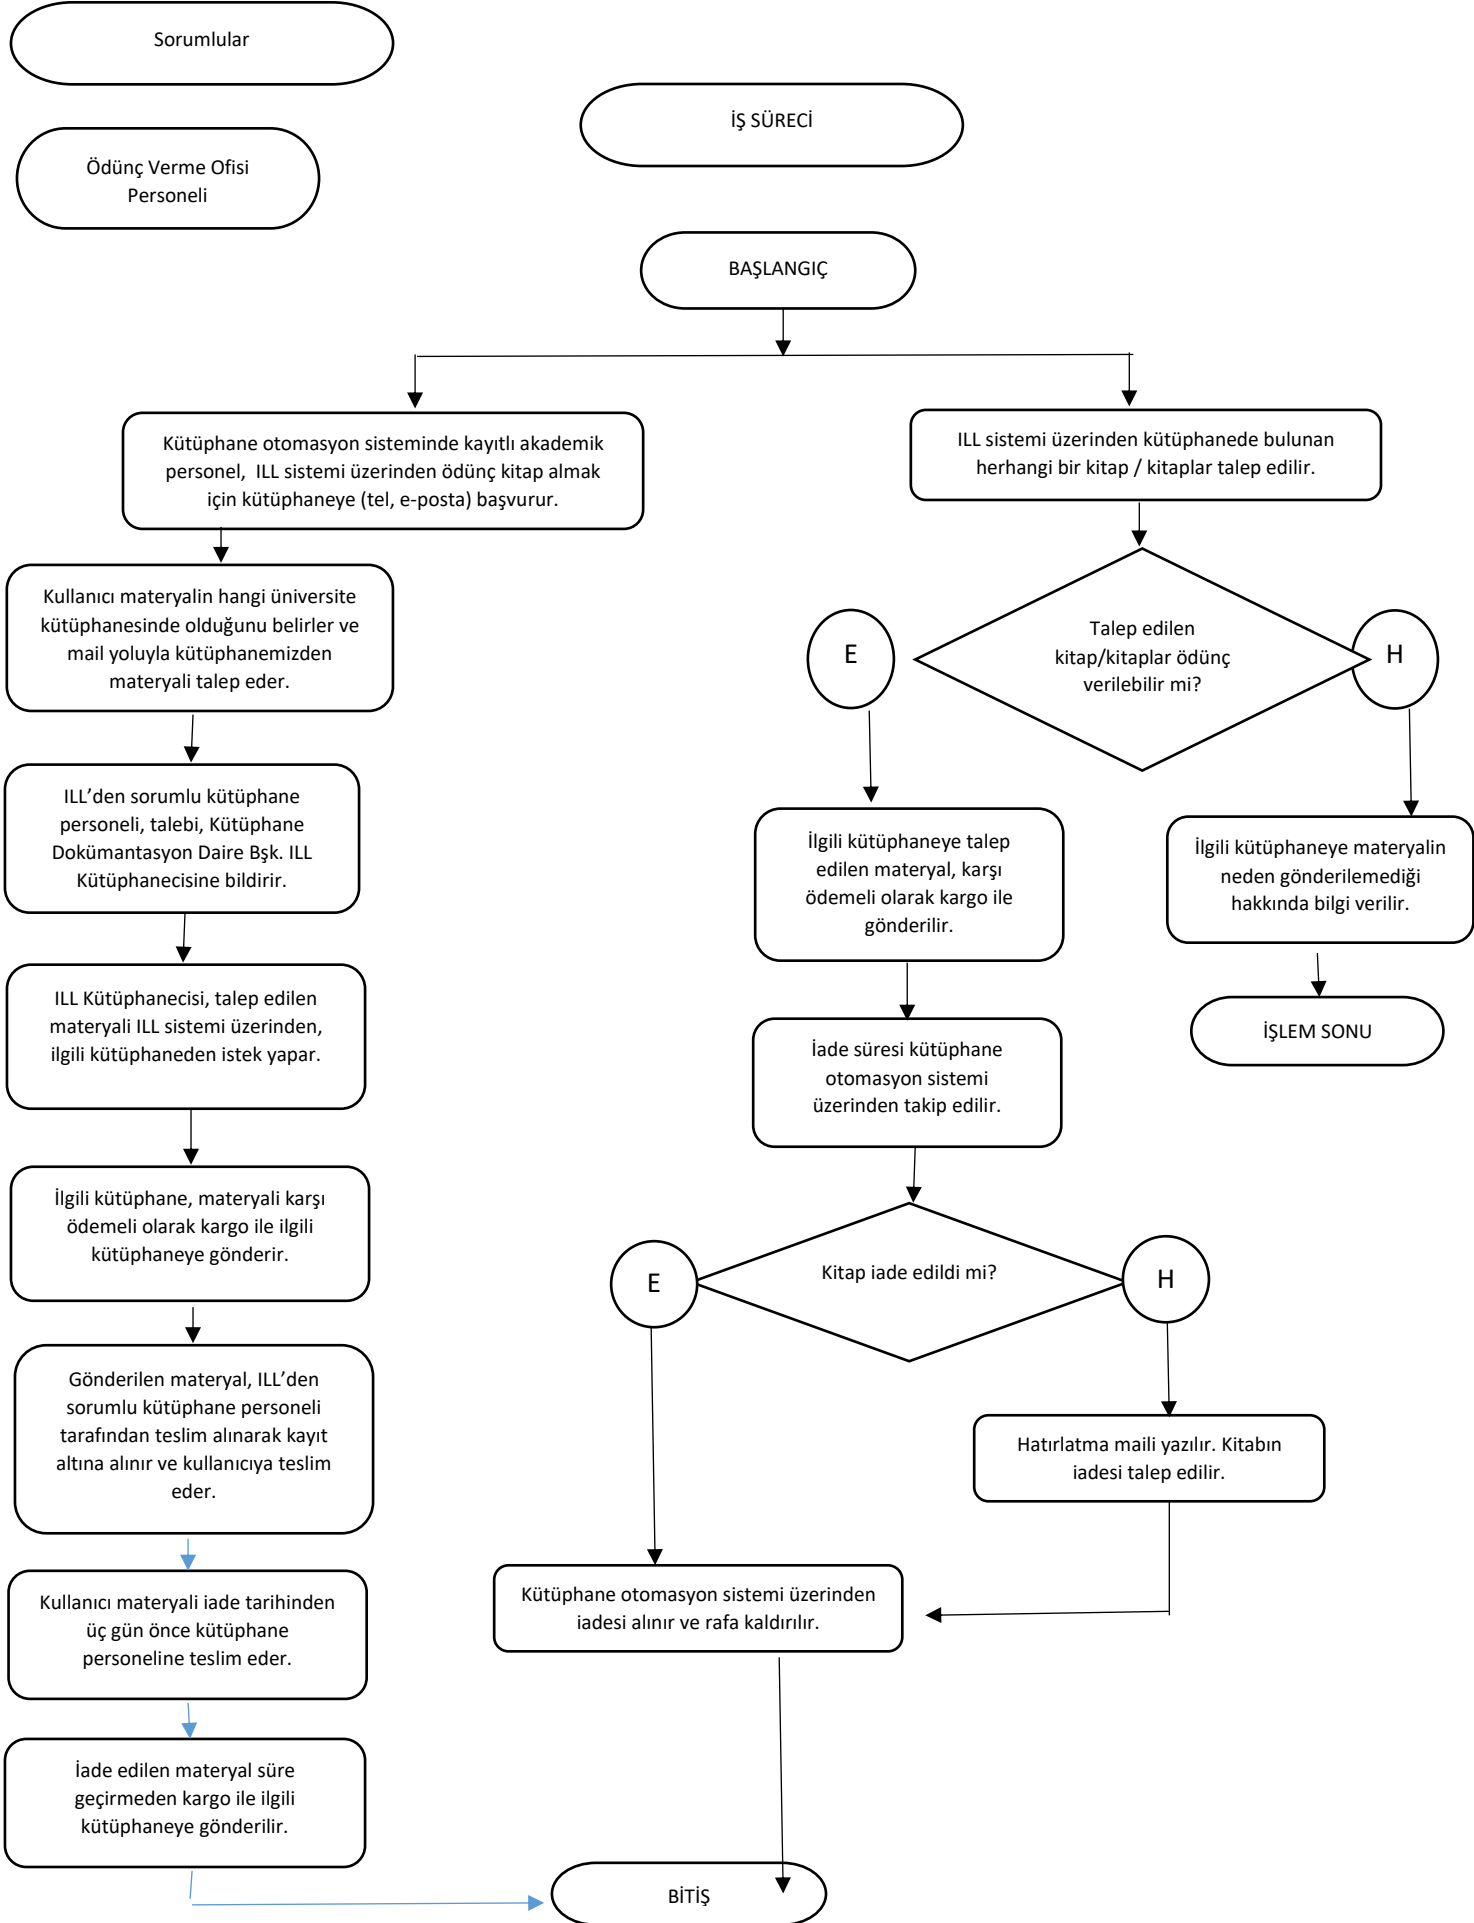 Sorumlular
İŞ SÜRECİ
Ödünç Verme Ofisi
Personeli
BAŞLANGIÇ
Kütüphane otomasyon sisteminde kayıtlı akademik
personel,  ILL sistemi üzerinden ödünç kitap almak
için kütüphaneye (tel, e-posta) başvurur.
Kullanıcı materyalin hangi üniversite
kütüphanesinde olduğunu belirler ve
mail yoluyla kütüphanemizden
materyali talep eder.
ILL’den sorumlu kütüphane
personeli, talebi, Kütüphane
Dokümantasyon Daire Bşk. ILL
Kütüphanecisine bildirir.
ILL Kütüphanecisi, talep edilen
materyali ILL sistemi üzerinden,
ilgili kütüphaneden istek yapar.
İlgili kütüphane, materyali karşı
ödemeli olarak kargo ile ilgili
kütüphaneye gönderir.
Gönderilen materyal, ILL’den
sorumlu kütüphane personeli
tarafından teslim alınarak kayıt
altına alınır ve kullanıcıya teslim
eder.
Kullanıcı materyali iade tarihinden
üç gün önce kütüphane
personeline teslim eder.
İade edilen materyal süre
geçirmeden kargo ile ilgili
kütüphaneye gönderilir.
ILL sistemi üzerinden kütüphanede bulunan
herhangi bir kitap / kitaplar talep edilir.
E
Talep edilen
kitap/kitaplar ödünç
verilebilir mi?
H
İlgili kütüphaneye talep
edilen materyal, karşı
ödemeli olarak kargo ile
gönderilir.
İlgili kütüphaneye materyalin
neden gönderilemediği
hakkında bilgi verilir.
İŞLEM SONU
İade süresi kütüphane
otomasyon sistemi
üzerinden takip edilir.
E
Kitap iade edildi mi?
H
Hatırlatma maili yazılır. Kitabın
iadesi talep edilir.
Kütüphane otomasyon sistemi üzerinden
iadesi alınır ve rafa kaldırılır.
BİTİŞ